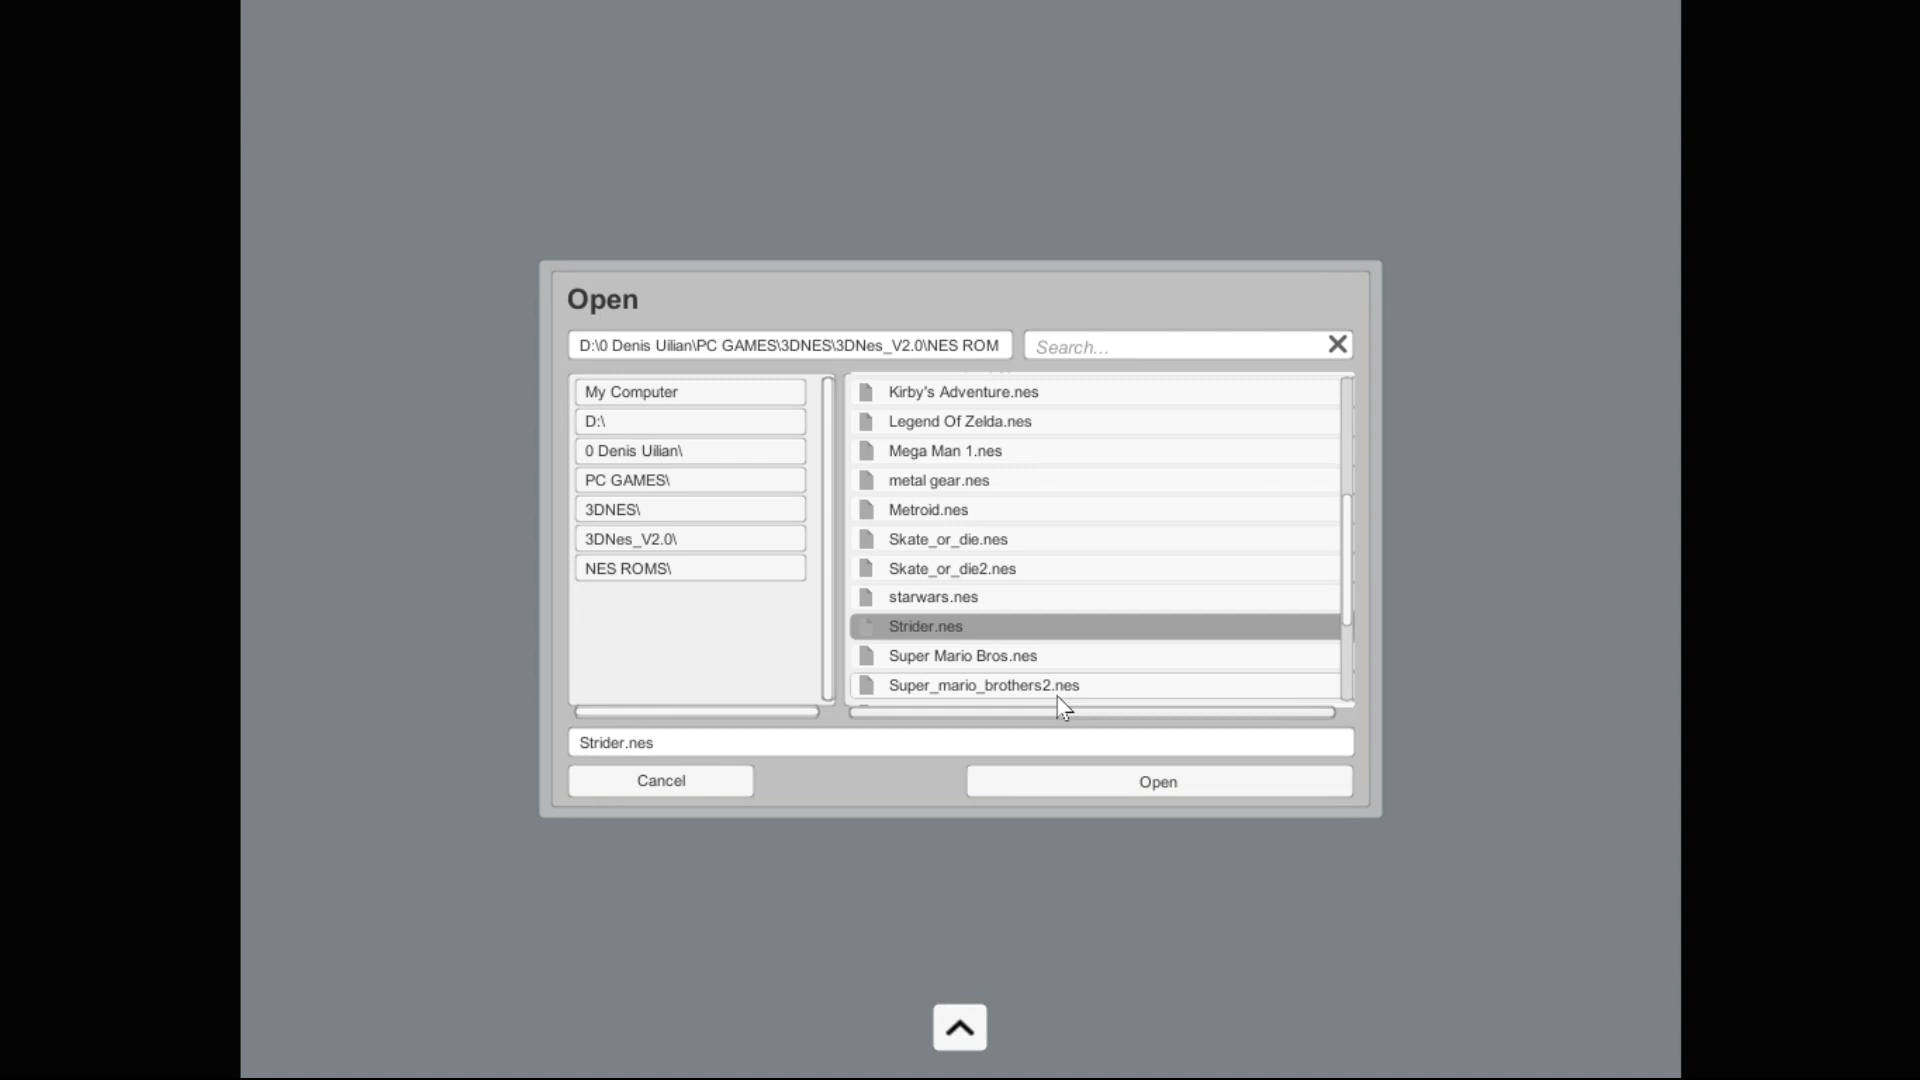 Open
D:\0 Denis Uilian\PC GAMES\3DNES\3DNes_V2.0\NES ROM
Search...
My Computer
D:\
0 Denis Uilian\
PC GAMES\
3DNES\
3DNes_V2.0\
NES ROMS\
Kirby's Adventure.nes
Legend Of Zelda.nes
Mega Man 1.nes
metal gear.nes
Metroid.nes
Skate_or_die.nes
Skate_or_die2.nes
starwars.nes
Strider.nes
Super Mario Bros.nes
Super_mario_brothers2.nes
Strider.nes
Cancel
Open